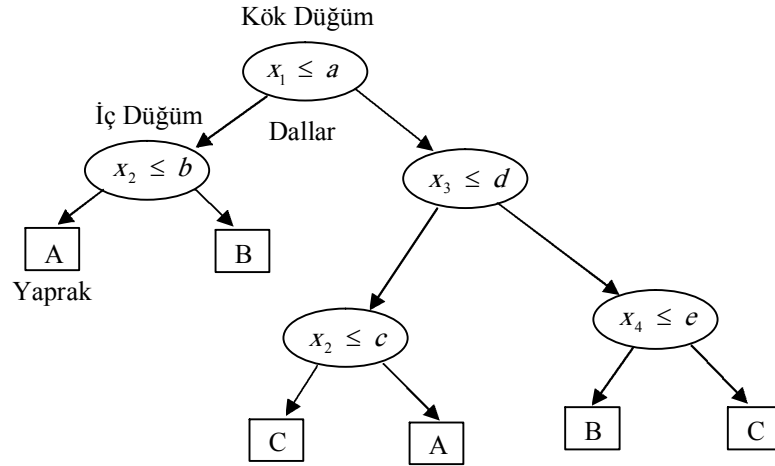 Kök Düğüm
x₁ ≤ a
İç Düğüm
Dallar
x₂ ≤ b
x₃ ≤ d
A
B
Yaprak
x₂ ≤ c
x₄ ≤ e
C
A
B
C